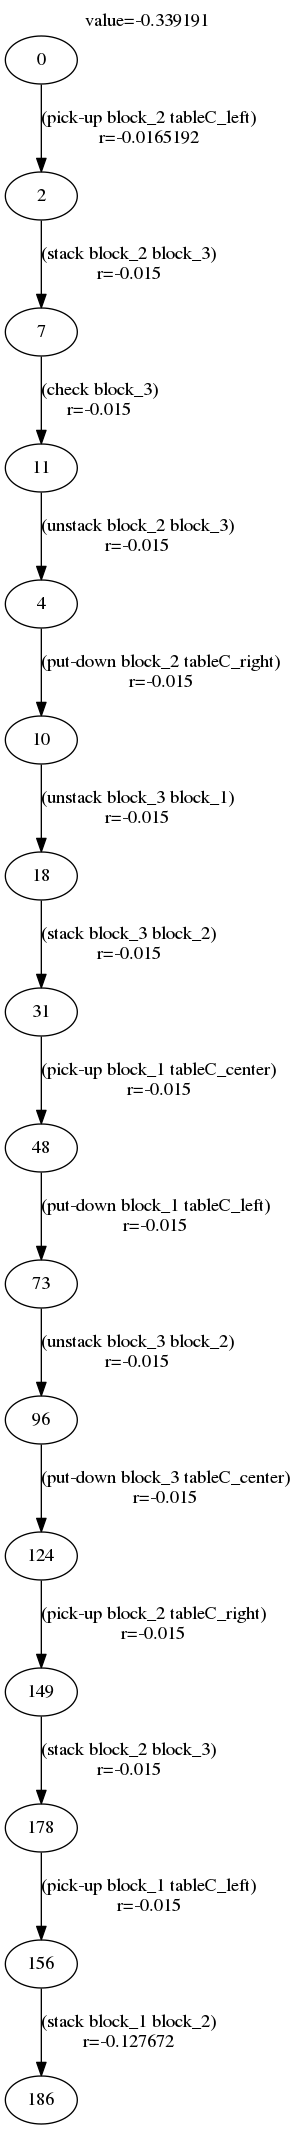 value=-0.339191
0
(pick-up block_2 tableC_left)
r=-0.0165192
2
(stack block_2 block_3)
r=-0.015
7
(check block_3)
r=-0.015
11
(unstack block_2 block_3)
r=-0.015
4
(put-down block_2 tableC_right)
r=-0.015
10
(unstack block_3 block_1)
r=-0.015
18
(stack block_3 block_2)
r=-0.015
31
(pick-up block_1 tableC_center)
r=-0.015
48
(put-down block_1 tableC_left)
r=-0.015
73
(unstack block_3 block_2)
r=-0.015
96
(put-down block_3 tableC_center)
r=-0.015
124
(pick-up block_2 tableC_right)
r=-0.015
149
(stack block_2 block_3)
r=-0.015
178
(pick-up block_1 tableC_left)
r=-0.015
156
(stack block_1 block_2)
r=-0.127672
186